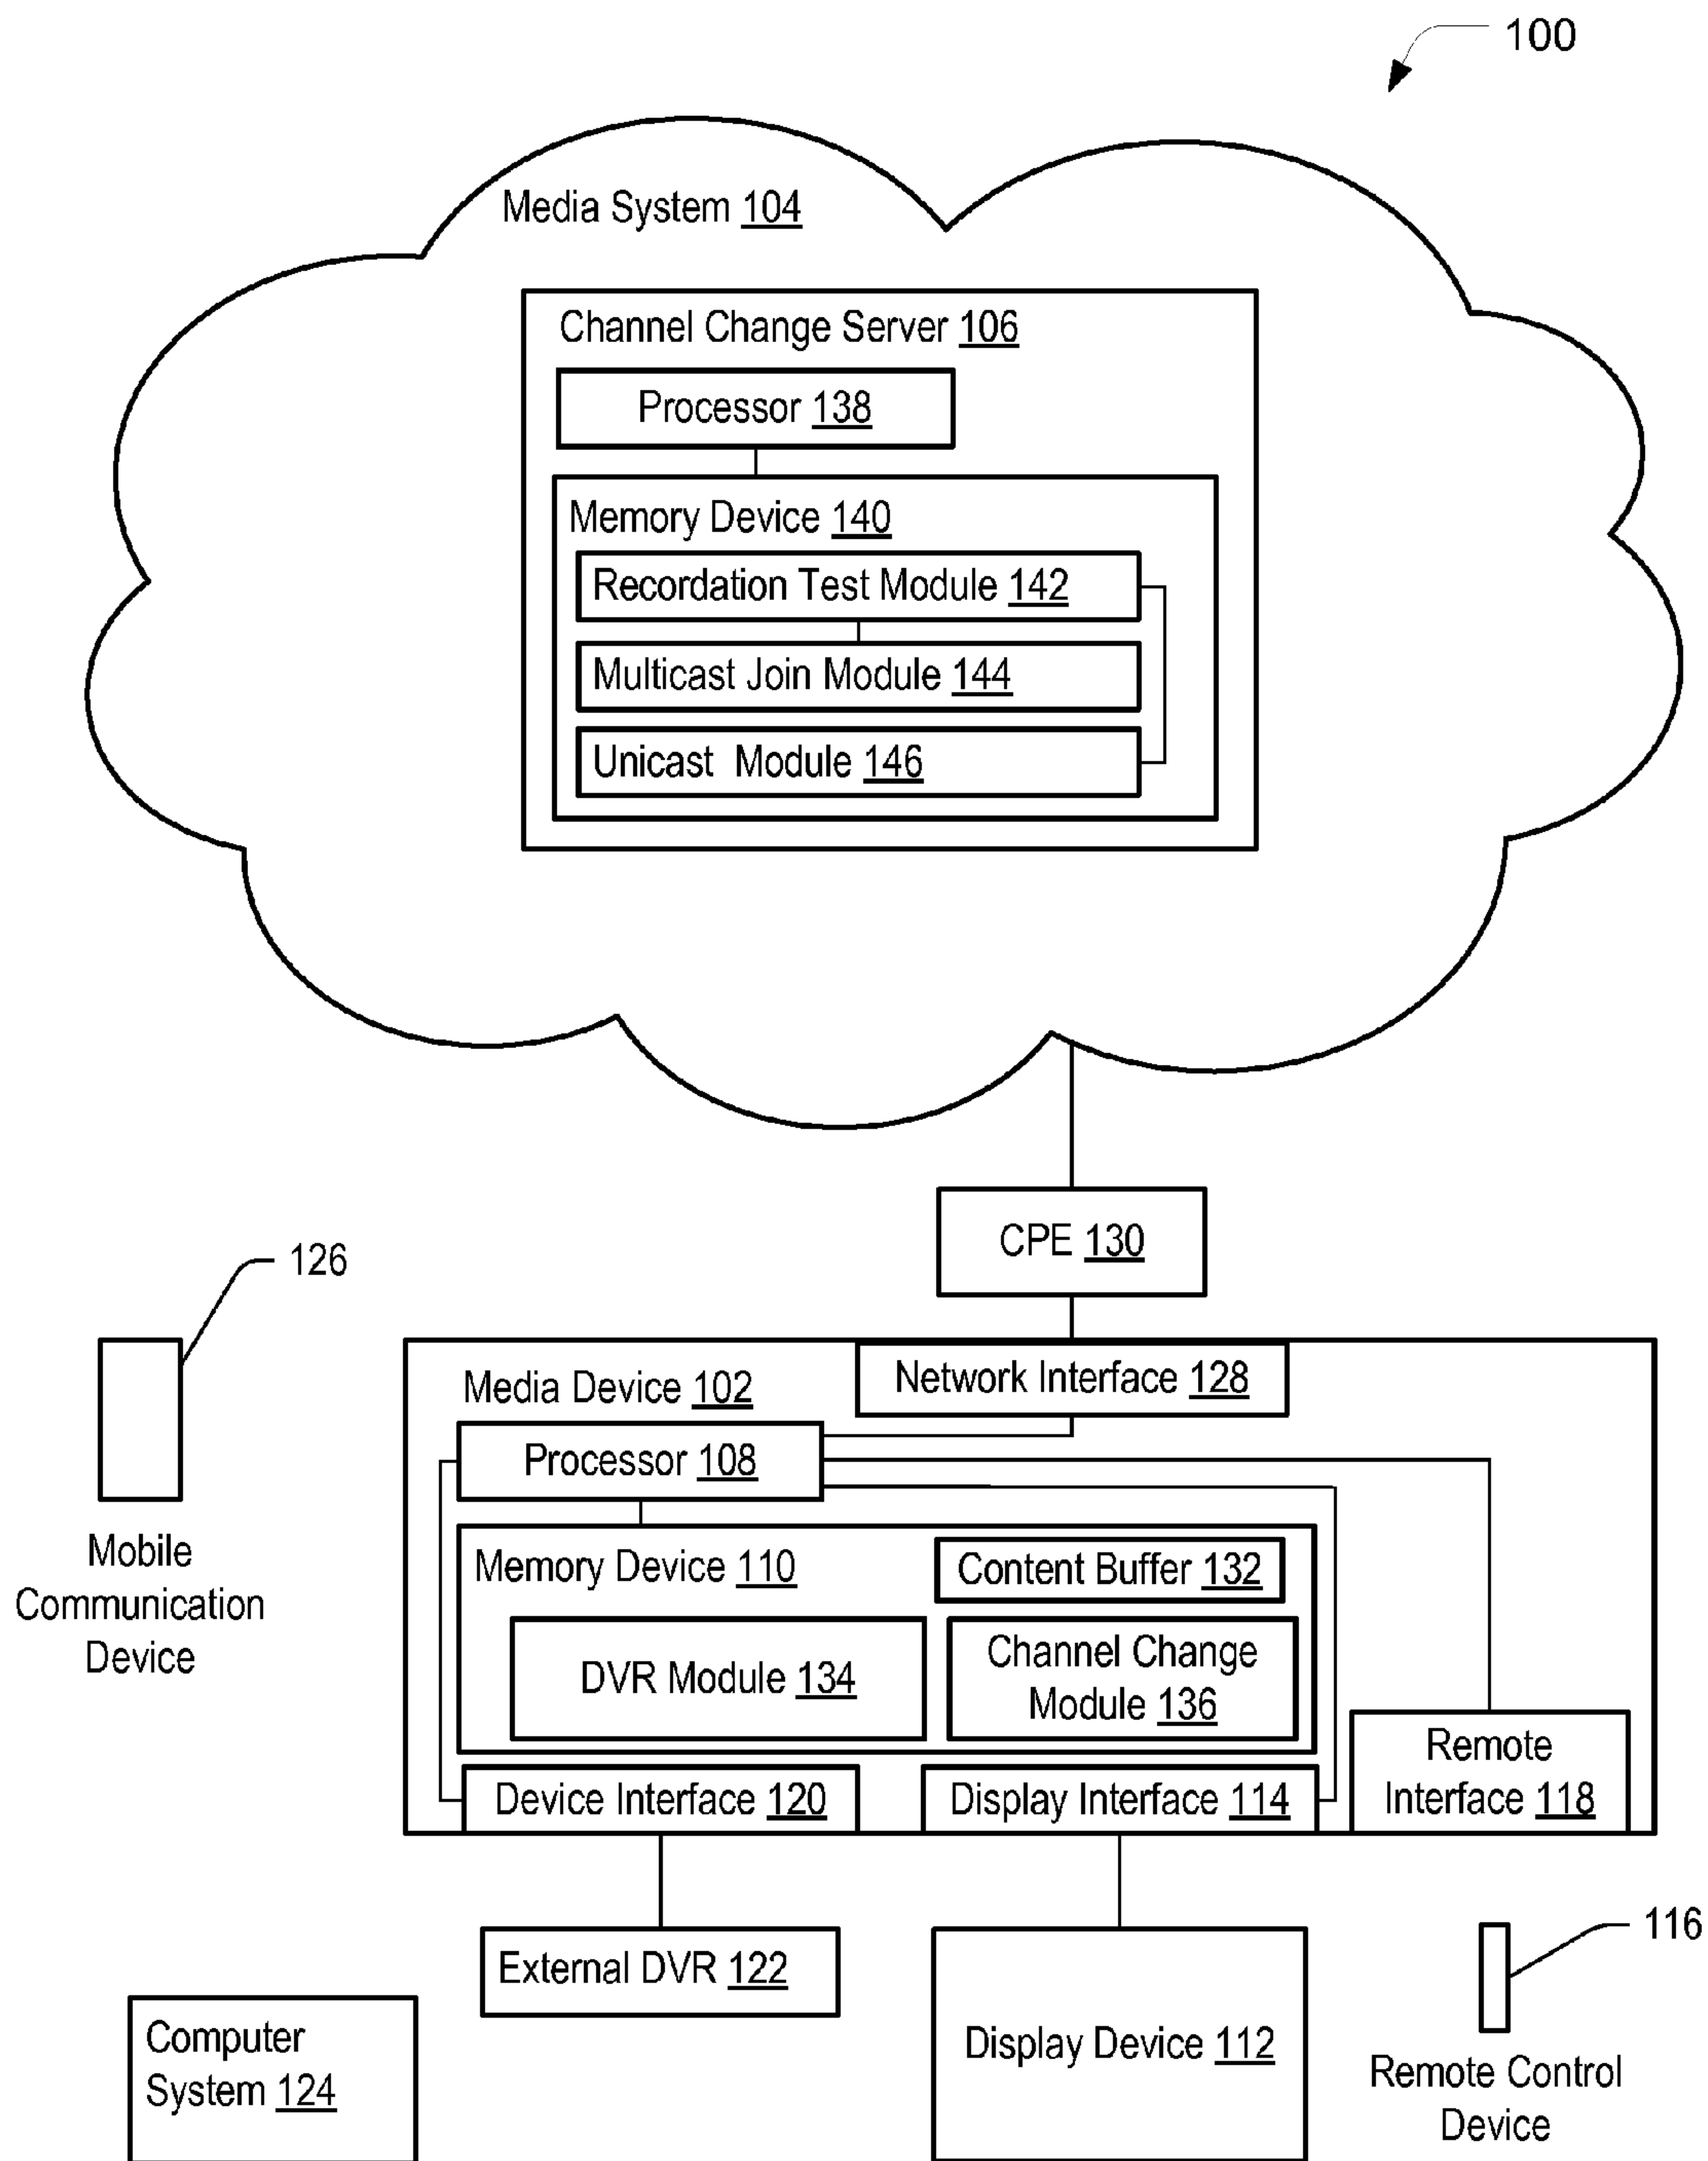 100
Media System 104
Channel Change Server 106
Processor 138
Memory Device 140
Recordation Test Module 142
Multicast Join Module 144
Unicast Module 146
CPE 130
126
Mobile
Communication
Device
Network Interface 128
Media Device 102
Processor 108
Memory Device 110
Content Buffer 132
DVR Module 134
Channel Change
Module 136
Device Interface 120
Display Interface 114
Remote
Interface 118
External DVR 122
Computer
System 124
Display Device 112
116
Remote Control
Device